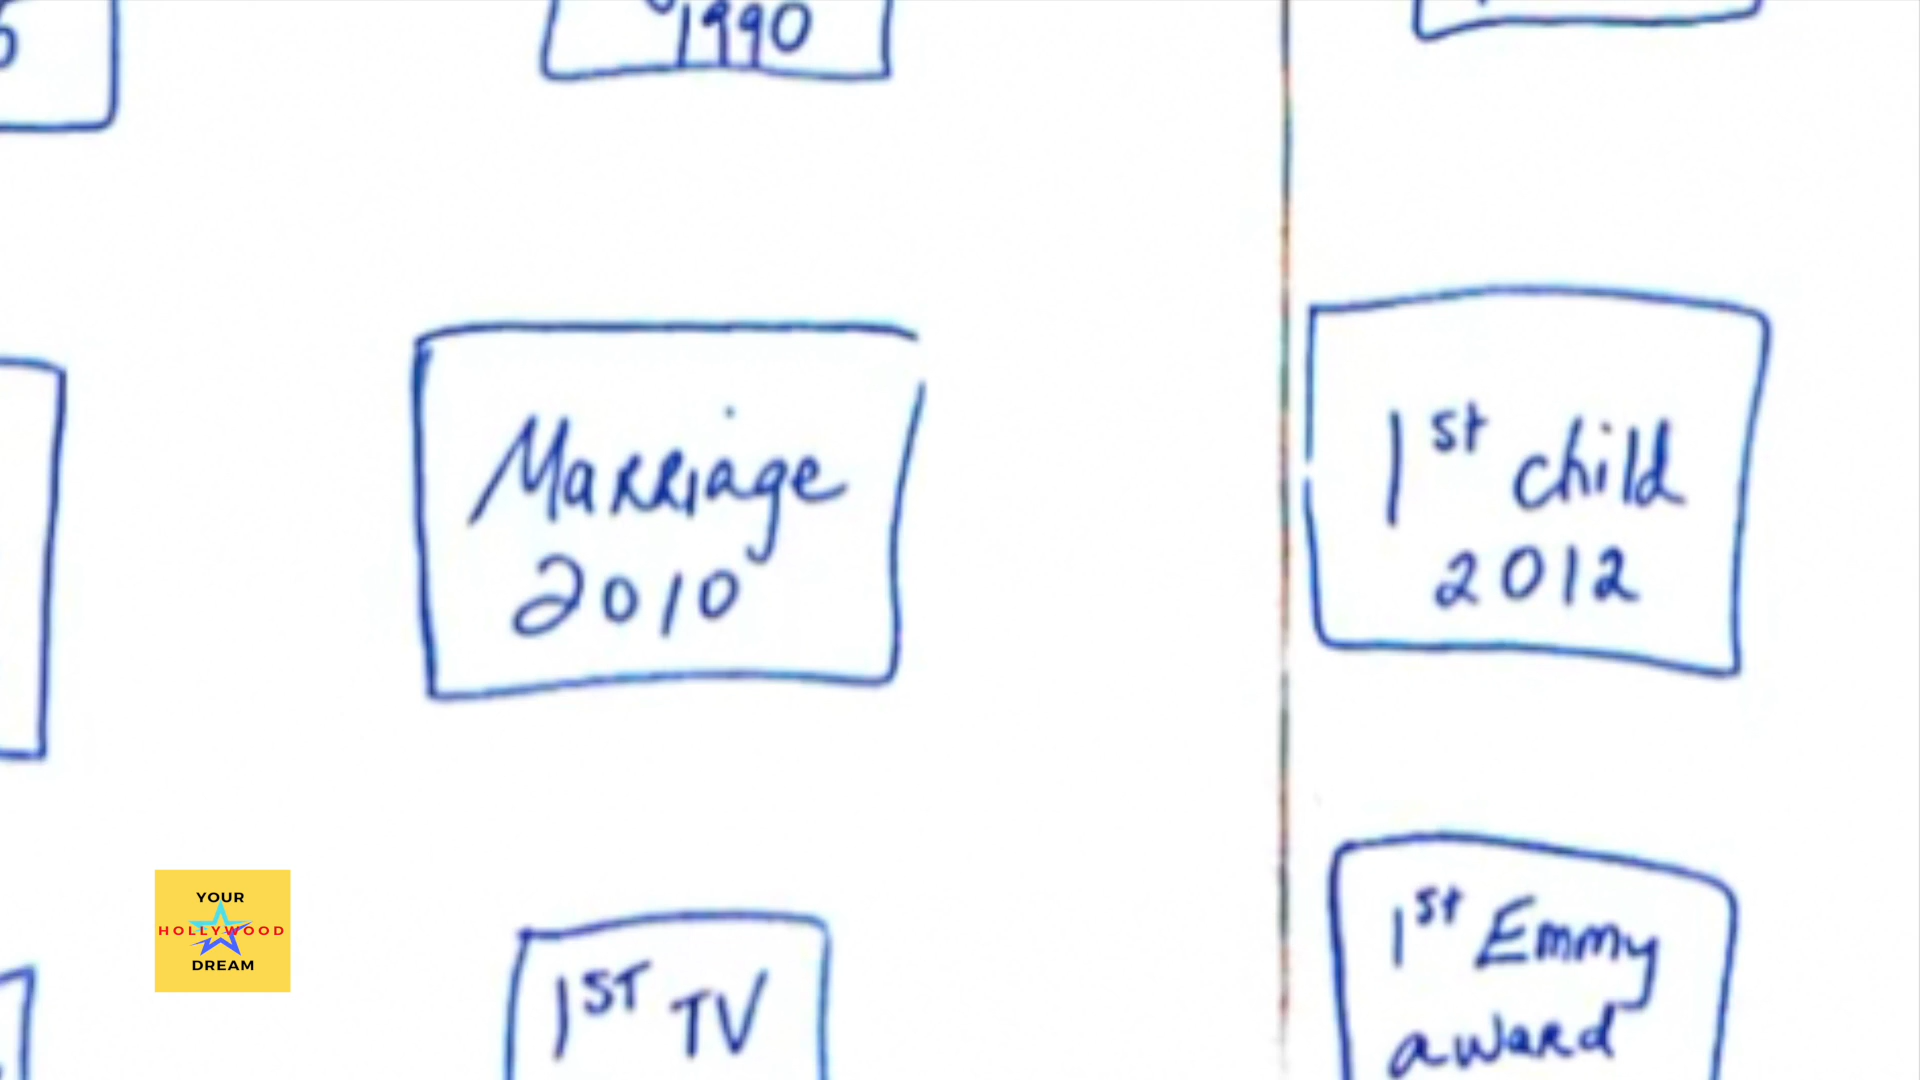 1990
Marriage
2010
1st child
2012
1ST TV
1st Emmy
award
YOUR
HOLLYWOOD
DREAM